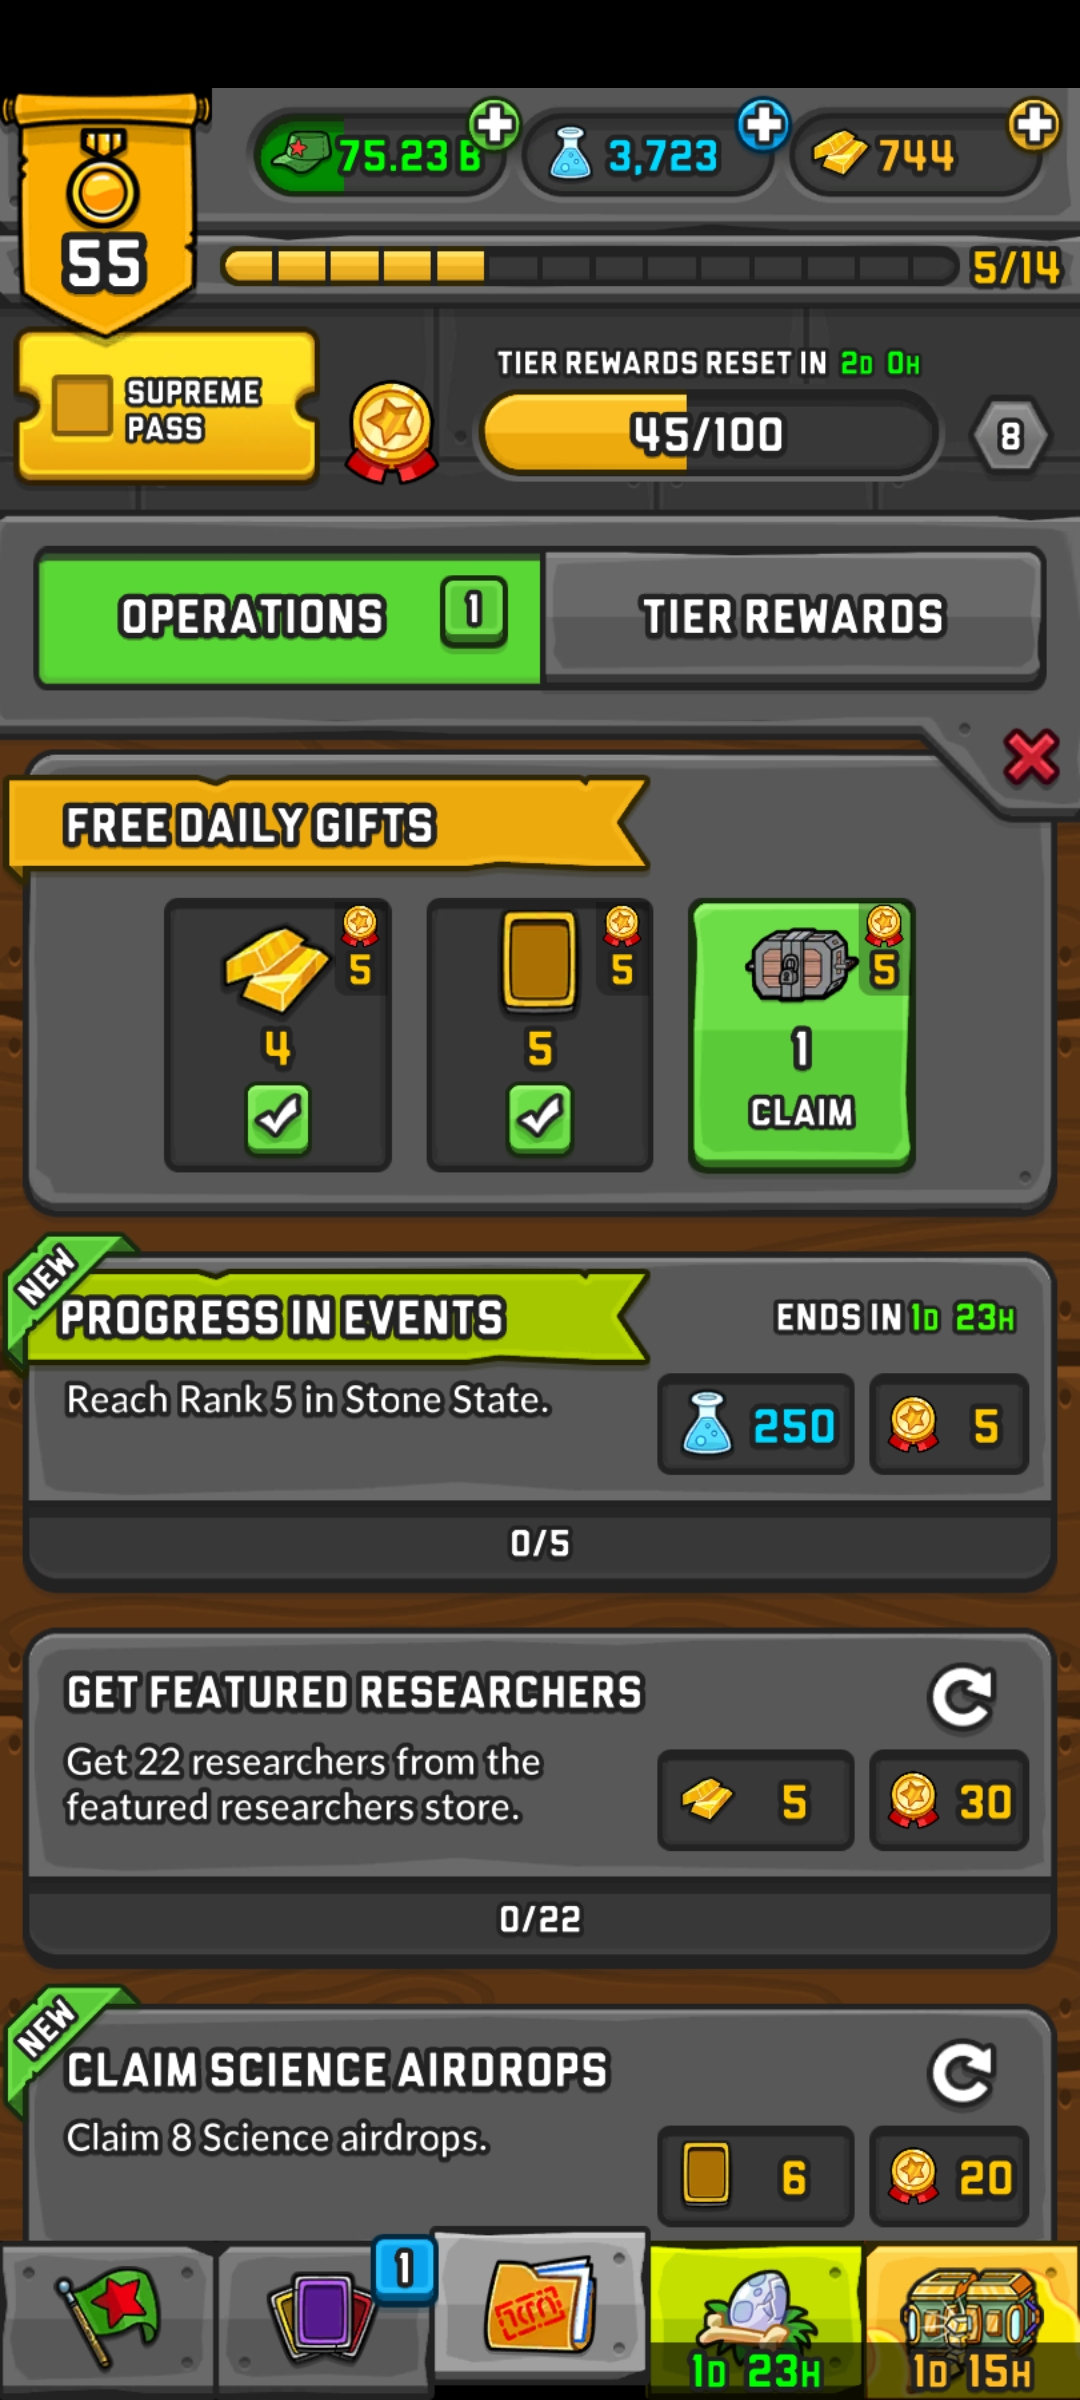 75.23 B
3,723
744
55
5/14
SUPREME
PASS
TIER REWARDS RESET IN 2D 0H
45/100
8
OPERATIONS 1
TIER REWARDS
FREE DAILY GIFTS
5
4
5
5
5
1
CLAIM
NEW
PROGRESS IN EVENTS
ENDS IN 1D 23H
Reach Rank 5 in Stone State.
250
5
0/5
GET FEATURED RESEARCHERS
Get 22 researchers from the
featured researchers store.
5
30
0/22
NEW
CLAIM SCIENCE AIRDROPS
Claim 8 Science airdrops.
6
20
1
1D 23H
1D 15H